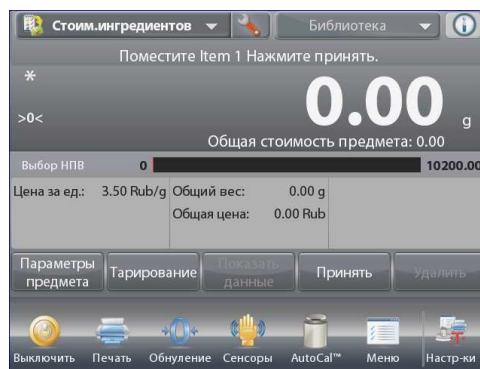 Стоим.ингредиентов Библиотека
Поместите Item 1 Нажмите принять.
*
>0<
0.00 g
Общая стоимость предмета: 0.00
Выбор НПВ 0 10200.00
Цена за ед.: 3.50 Rub/g Общий вес: 0.00 g
Общая цена: 0.00 Rub
Параметры предмета Тарирование Показать данные Принять Удалить
Выключить Печать Обнуление Сенсоры AutoCal™ Меню Настр-ки